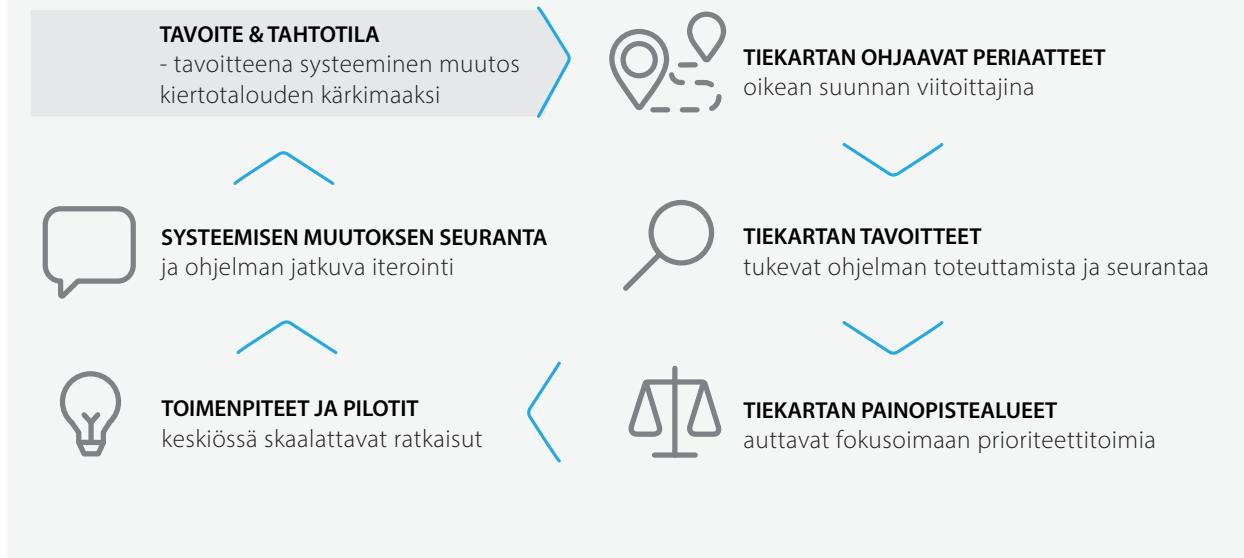 TAVOITE & TAHTOTILA
- tavoitteena systeeminen muutos
kiertotalouden kärkimaaksi
TIEKARTAN OHJAAVAT PERIAATTEET
oikean suunnan viitoittajina
SYSTEEMISEN MUUTOKSEN SEURANTA
ja ohjelman jatkuva iterointi
TIEKARTAN TAVOITTEET
tukevat ohjelman toteuttamista ja seurantaa
TOIMENPITEET JA PILOTIT
keskiössä skaalattavat ratkaisut
TIEKARTAN PAINOPISTEALUEET
auttavat fokusoimaan prioriteettitoimia